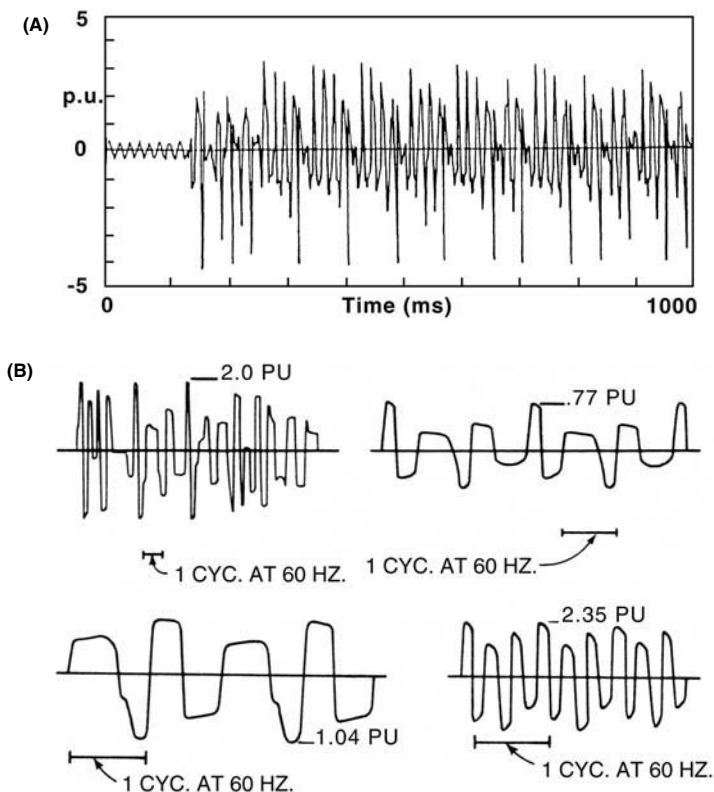 (A)
5
p.u.
0
-5
0 Time (ms) 1000
(B)
2.0 PU
.77 PU
1 CYC. AT 60 HZ.
1 CYC. AT 60 HZ.
2.35 PU
1.04 PU
1 CYC. AT 60 HZ.
1 CYC. AT 60 HZ.